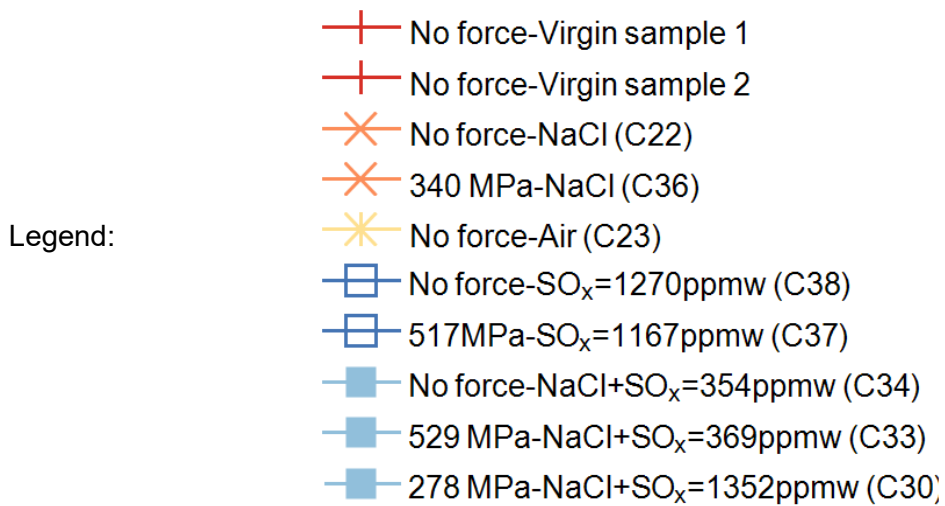 No force-Virgin sample 1
No force-Virgin sample 2
No force-NaCl (C22)
340 MPa-NaCl (C36)
Legend:
No force-Air (C23)
No force-SOₓ=1270ppmw (C38)
517MPa-SOₓ=1167ppmw (C37)
No force-NaCl+SOₓ=354ppmw (C34)
529 MPa-NaCl+SOₓ=369ppmw (C33)
278 MPa-NaCl+SOₓ=1352ppmw (C30)